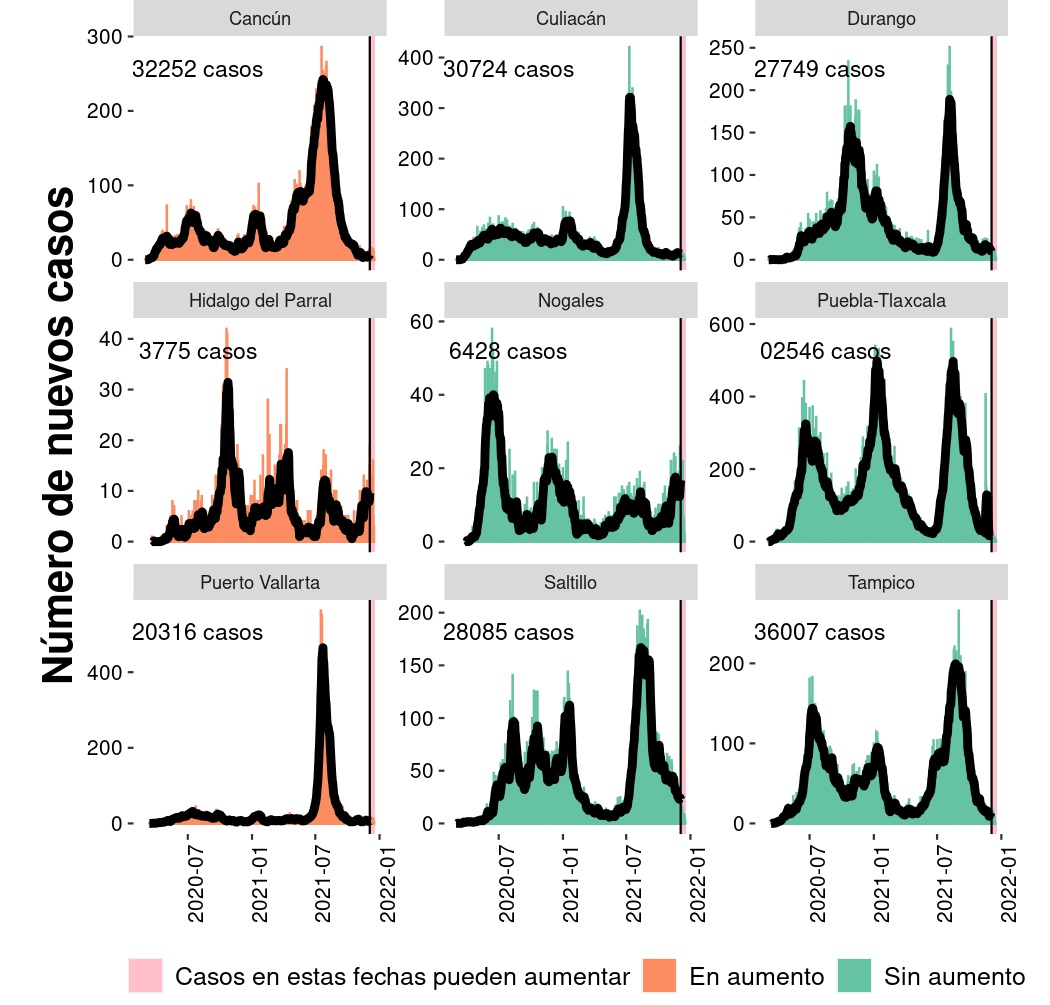 Número de nuevos casos
Cancún
300
200
100
0
32252 casos
Culiacán
400
300
200
100
0
30724 casos
Durango
250
200
150
100
50
0
27749 casos
Hidalgo del Parral
40
30
20
10
0
3775 casos
Nogales
60
40
20
0
6428 casos
Puebla-Tlaxcala
600
400
200
0
02546 casos
Puerto Vallarta
400
200
0
20316 casos
2020-07
2021-01
2021-07
2022-01
Saltillo
200
150
100
50
0
28085 casos
2020-07
2021-01
2021-07
2022-01
Tampico
200
100
0
36007 casos
2020-07
2021-01
2021-07
2022-01
Casos en estas fechas pueden aumentar
En aumento
Sin aumento